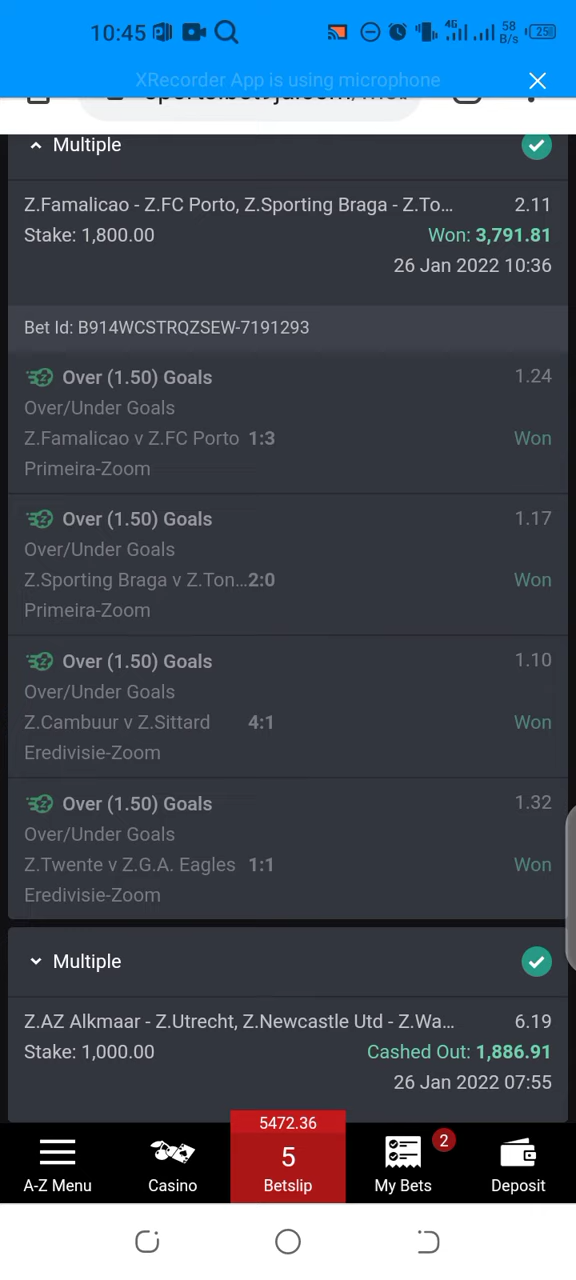 10:45
4G
58
B/s
25
XRecorder App is using microphone
Multiple
Z.Famalicao - Z.FC Porto, Z.Sporting Braga - Z.To... 2.11
Stake: 1,800.00 Won: 3,791.81
26 Jan 2022 10:36
Bet Id: B914WCSTRQZSEW-7191293
Over (1.50) Goals 1.24
Over/Under Goals
Z.Famalicao v Z.FC Porto 1:3 Won
Primeira-Zoom
Over (1.50) Goals 1.17
Over/Under Goals
Z.Sporting Braga v Z.Ton... 2:0 Won
Primeira-Zoom
Over (1.50) Goals 1.10
Over/Under Goals
Z.Cambuur v Z.Sittard 4:1 Won
Eredivisie-Zoom
Over (1.50) Goals 1.32
Over/Under Goals
Z.Twente v Z.G.A. Eagles 1:1 Won
Eredivisie-Zoom
Multiple
Z.AZ Alkmaar - Z.Utrecht, Z.Newcastle Utd - Z.Wa... 6.19
Stake: 1,000.00 Cashed Out: 1,886.91
26 Jan 2022 07:55
5472.36
5
2
A-Z Menu Casino Betslip My Bets Deposit